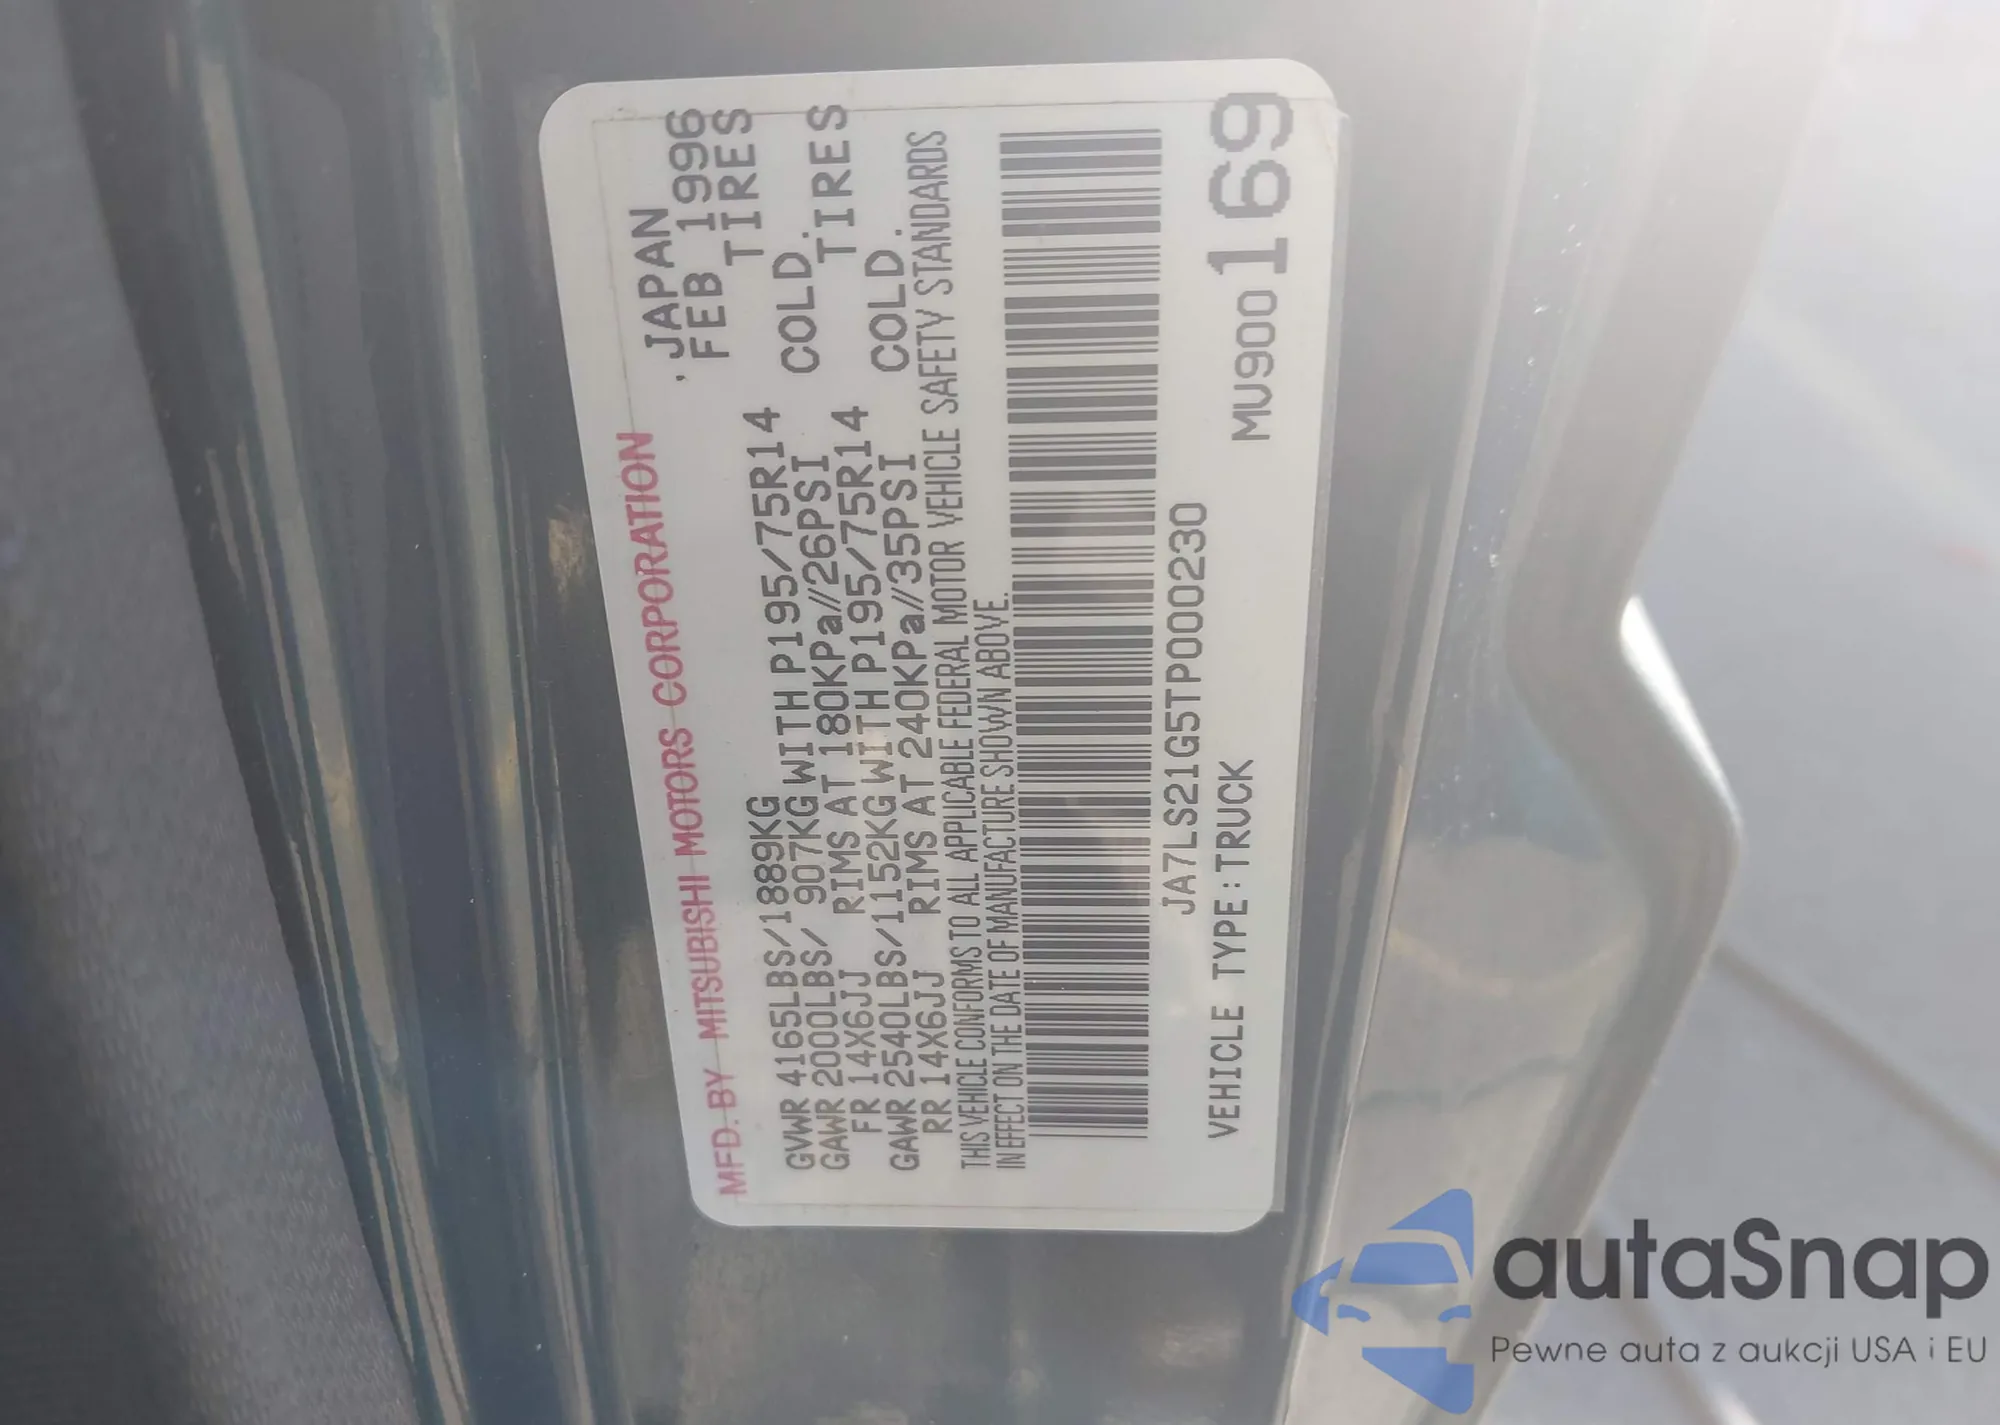 MFD. BY MITSUBISHI MOTORS CORPORATION. JAPAN
FEB 1996
GVWR 4165LBS/1889KG
GAWR 2000LBS/ 907KG WITH P195/75R14 TIRES
FR 14X6JJ RIMS AT 180KPa//26PSI COLD.
GAWR 2540LBS/1152KG WITH P195/75R14 TIRES
RR 14X6JJ RIMS AT 240KPa//35PSI COLD.
THIS VEHICLE CONFORMS TO ALL APPLICABLE FEDERAL MOTOR VEHICLE SAFETY STANDARDS
IN EFFECT ON THE DATE OF MANUFACTURE SHOWN ABOVE.
JA7LS21G5TP000230
VEHICLE TYPE:TRUCK
MU900169
autaSnap
Pewne auta z aukcji USA i EU